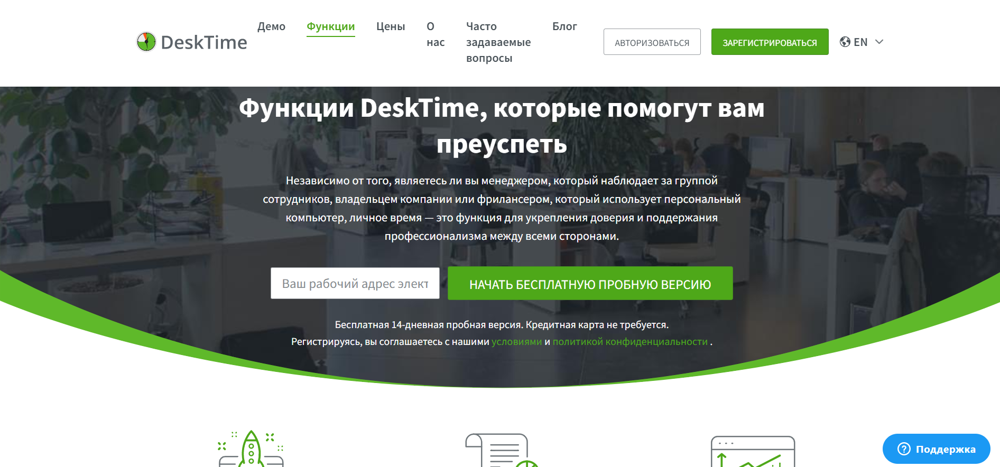 DeskTime
Демо
Функции
Цены
О
нас
Часто
задаваемые
вопросы
Блог
АВТОРИЗОВАТЬСЯ
ЗАРЕГИСТРИРОВАТЬСЯ
EN
Функции DeskTime, которые помогут вам
преуспеть
Независимо от того, являетесь ли вы менеджером, который наблюдает за группой
сотрудников, владельцем компании или фрилансером, который использует персональный
компьютер, личное время — это функция для укрепления доверия и поддержания
профессионализма между всеми сторонами.
Ваш рабочий адрес элект
НАЧАТЬ БЕСПЛАТНУЮ ПРОБНУЮ ВЕРСИЮ
Бесплатная 14-дневная пробная версия. Кредитная карта не требуется.
Регистрируясь, вы соглашаетесь с нашими условиями и политикой конфиденциальности .
Поддержка